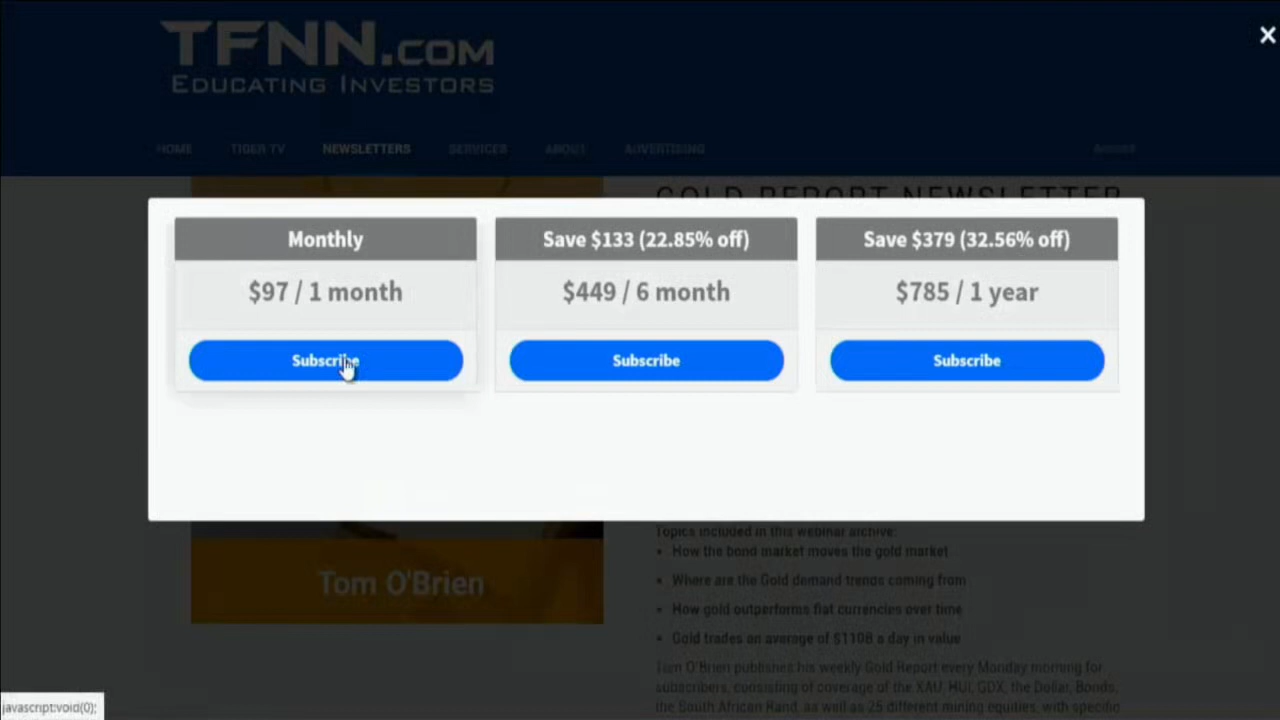 TFNN.COM
EDUCATING INVESTORS
HOME TIGER TV NEWSLETTERS SERVICES ABOUT ADVERTISING
GOLD REPORT NEWSLETTER
Monthly
$97 / 1 month
Subscribe
Save $133 (22.85% off)
$449 / 6 month
Subscribe
Save $379 (32.56% off)
$785 / 1 year
Subscribe
Tom O'Brien
Topics included in this webinar archive:
• How the bond market moves the gold market
• Where are the Gold demand trends coming from
• How gold outperforms fiat currencies over time
• Gold trades on average of $110B a day in value
Tom O'Brien publishes his weekly Gold Report every Monday morning for
subscribers, consisting of coverage of the XAU, HUI, GDX, the Dollar, Bonds,
the South African Rand, as well as 25 different mining equities, with specific
javascript:void(0);